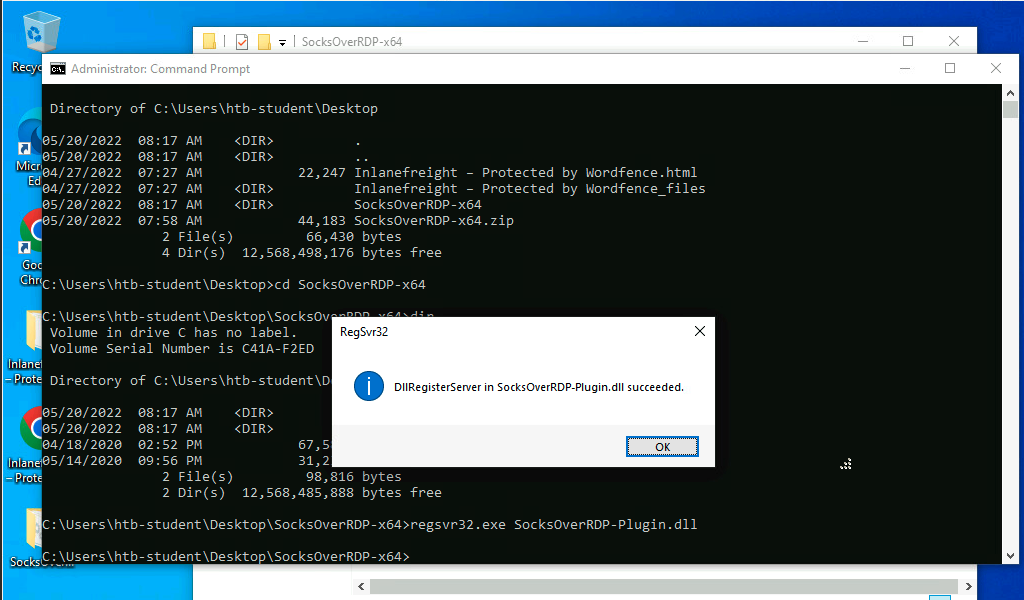 SocksOverRDP-x64
Recyc
Administrator: Command Prompt
Directory of C:\Users\htb-student\Desktop
05/20/2022  08:17 AM    <DIR>          .
05/20/2022  08:17 AM    <DIR>          ..
04/27/2022  07:27 AM            22,247 Inlanefreight – Protected by Wordfence.html
04/27/2022  07:27 AM    <DIR>          Inlanefreight – Protected by Wordfence_files
05/20/2022  08:17 AM    <DIR>          SocksOverRDP-x64
05/20/2022  07:58 AM            44,183 SocksOverRDP-x64.zip
2 File(s)         66,430 bytes
4 Dir(s)  12,568,498,176 bytes free
C:\Users\htb-student\Desktop>cd SocksOverRDP-x64
C:\Users\htb-student\Desktop\SocksOverRDP-x64>dir
Volume in drive C has no label.
Volume Serial Number is C41A-F2ED
Directory of C:\Users\htb-student\D
05/20/2022  08:17 AM    <DIR>
05/20/2022  08:17 AM    <DIR>
04/18/2020  02:52 PM            67,5
05/14/2020  09:56 PM            31,2
2 File(s)         98,816 bytes
2 Dir(s)  12,568,485,888 bytes free
C:\Users\htb-student\Desktop\SocksOverRDP-x64>regsvr32.exe SocksOverRDP-Plugin.dll
C:\Users\htb-student\Desktop\SocksOverRDP-x64>
RegSvr32
DllRegisterServer in SocksOverRDP-Plugin.dll succeeded.
OK
Micr
Ed
Goo
Chr
Inlane
– Prote
Inlane
– Prote